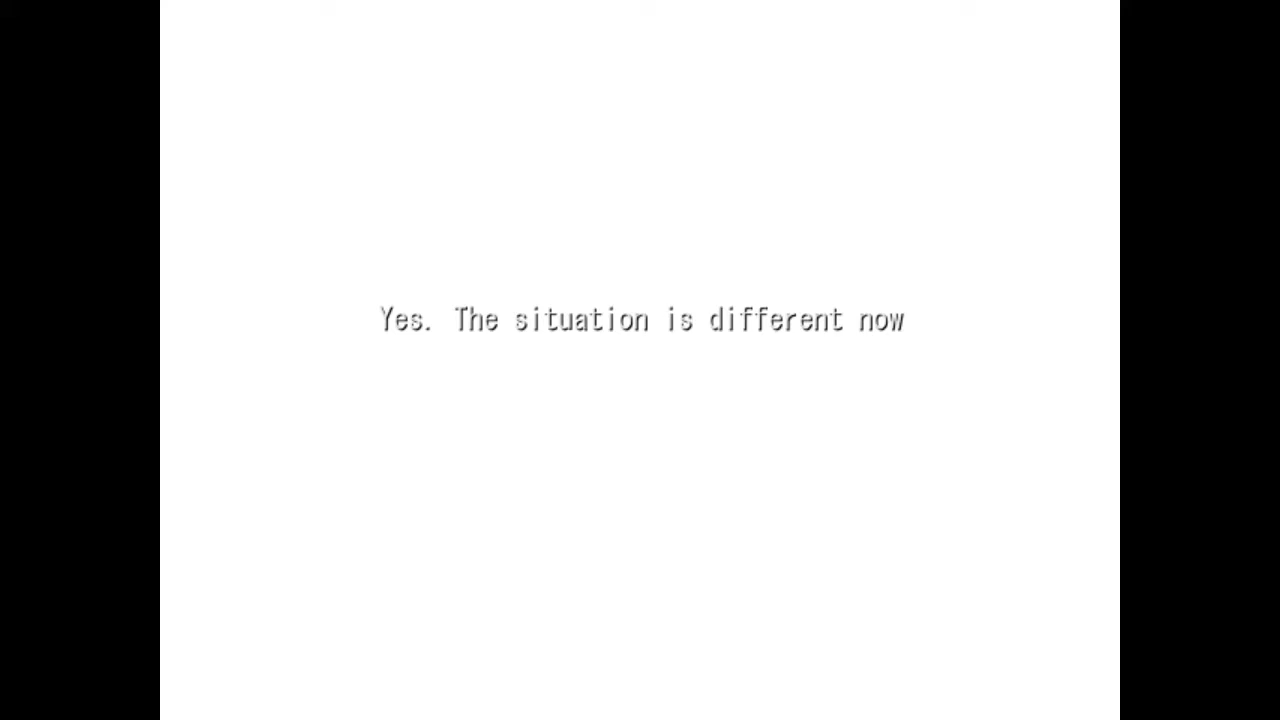 Yes. The situation is different now